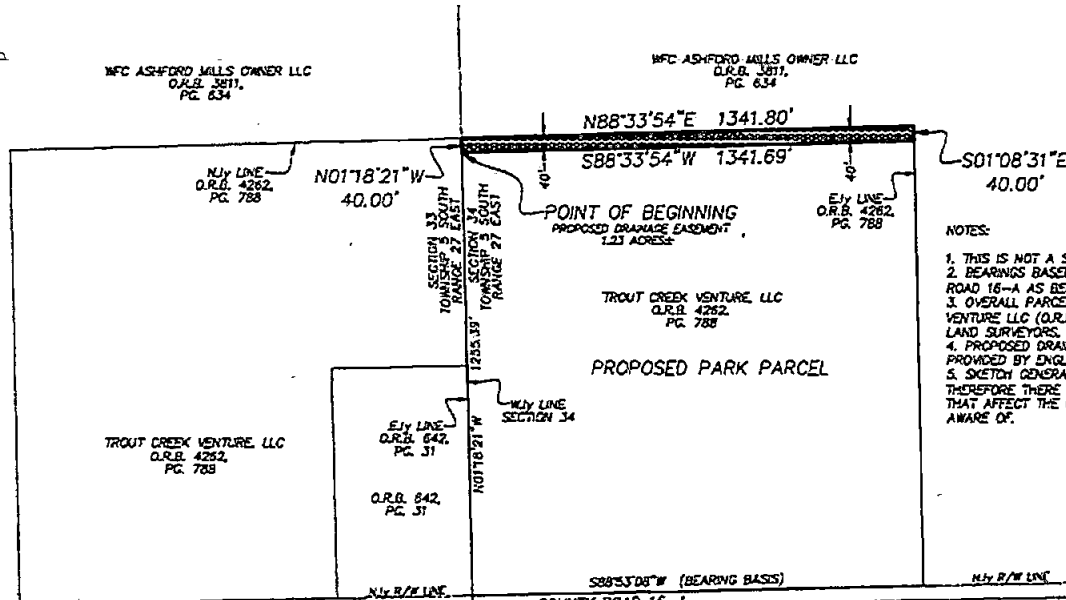 WFC ASHFORD MILLS OWNER LLC
O.R.B. 3811,
PG. 634
WFC ASHFORD MILLS OWNER LLC
O.R.B. 3811,
PG. 634
N88°33'54"E 1341.80'
S88°33'54"W 1341.69'
40'
40'
N'ly LINE
O.R.B. 4262,
PG. 788
N01°18'21"W
40.00'
S01°08'31"E
40.00'
E'ly LINE
O.R.B. 4262,
PG. 788
POINT OF BEGINNING
PROPOSED DRAINAGE EASEMENT
1.23 ACRES±
SECTION 33
TOWNSHIP 5 SOUTH
RANGE 27 EAST
SECTION 34
TOWNSHIP 5 SOUTH
RANGE 27 EAST
NOTES:
1. THIS IS NOT A S
2. BEARINGS BASE
ROAD 16-A AS BE
3. OVERALL PARCE
VENTURE LLC (O.R.
LAND SURVEYORS.
4. PROPOSED DRA
PROVIDED BY ENGL
5. SKETCH GENERA
THEREFORE THERE
THAT AFFECT THE
AWARE OF.
TROUT CREEK VENTURE, LLC
O.R.B. 4262,
PG. 788
PROPOSED PARK PARCEL
1255.39'
N01°18'21"W
W'ly LINE
SECTION 34
E'ly LINE
O.R.B. 642,
PG. 31
TROUT CREEK VENTURE, LLC
O.R.B. 4262,
PG. 788
O.R.B. 642,
PG. 31
N'ly R/W LINE
S88°53'08"W (BEARING BASIS)
N'ly R/W LINE